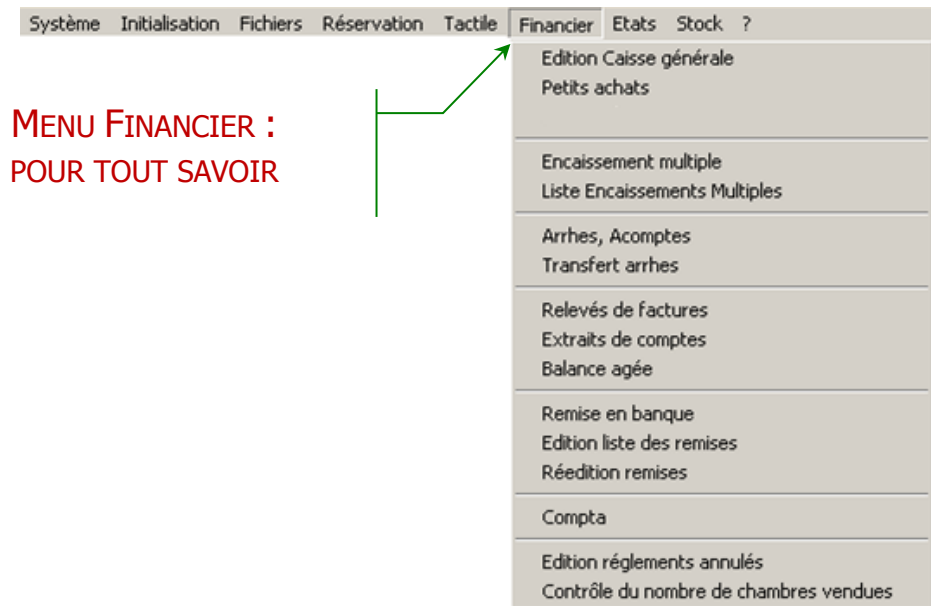 Système Initialisation Fichiers Réservation Tactile Financier Etats Stock ?
MENU FINANCIER :
POUR TOUT SAVOIR
Edition Caisse générale
Petits achats
Encaissement multiple
Liste Encaissements Multiples
Arrhes, Acomptes
Transfert arrhes
Relevés de factures
Extraits de comptes
Balance agée
Remise en banque
Edition liste des remises
Réedition remises
Compta
Edition réglements annulés
Contrôle du nombre de chambres vendues